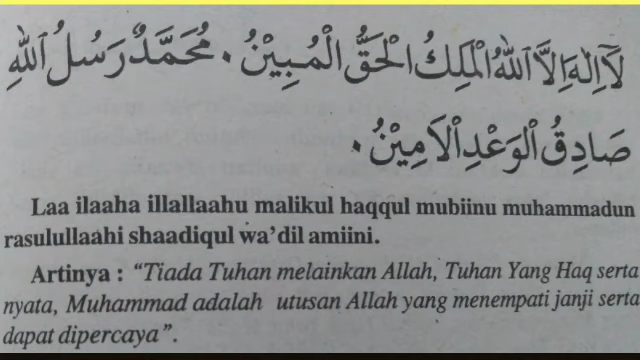 لَآ اِلٰهَ اِلَّا اللهُ الْمَلِكُ الْحَقُّ الْمُبِيْنُ . مُحَمَّدٌ رَسُلُ اللهِ
صَادِقُ الْوَعْدِ الْاَمِيْنُ .
Laa ilaaha illallaahu malikul haqqul mubiinu muhammadun
rasulullaahi shaadiqul wa’dil amiini.
Artinya : “Tiada Tuhan melainkan Allah, Tuhan Yang Haq serta
nyata, Muhammad adalah utusan Allah yang menempati janji serta
dapat dipercaya”.